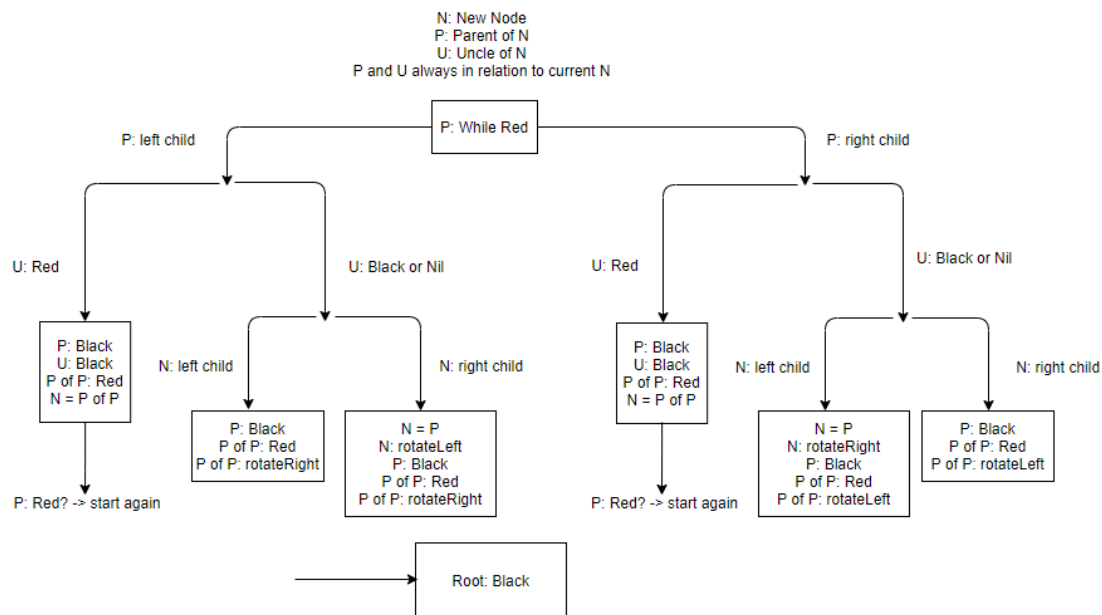 N: New Node
P: Parent of N
U: Uncle of N
P and U always in relation to current N
P: While Red
P: left child
P: right child
U: Red
U: Black or Nil
U: Red
U: Black or Nil
P: Black
U: Black
P of P: Red
N = P of P
N: left child
N: right child
P: Black
U: Black
P of P: Red
N = P of P
N: left child
N: right child
P: Black
P of P: Red
P of P: rotateRight
N = P
N: rotateLeft
P: Black
P of P: Red
P of P: rotateRight
N = P
N: rotateRight
P: Black
P of P: Red
P of P: rotateLeft
P: Black
P of P: Red
P of P: rotateLeft
P: Red? -> start again
P: Red? -> start again
Root: Black